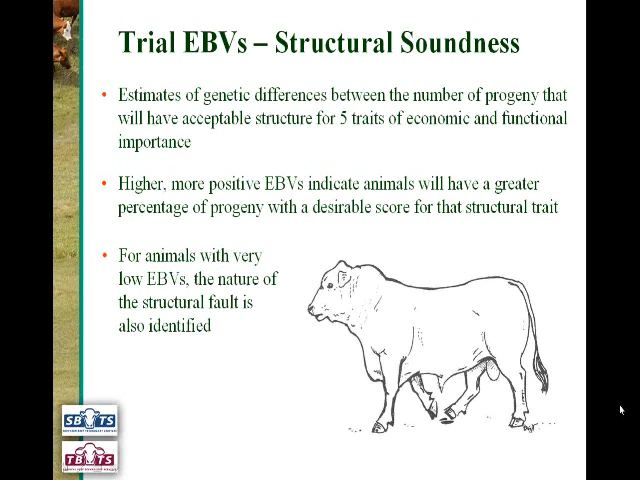 Trial EBVs – Structural Soundness
• Estimates of genetic differences between the number of progeny that
will have acceptable structure for 5 traits of economic and functional
importance
• Higher, more positive EBVs indicate animals will have a greater
percentage of progeny with a desirable score for that structural trait
• For animals with very
low EBVs, the nature of
the structural fault is
also identified
SBTS
TBTS